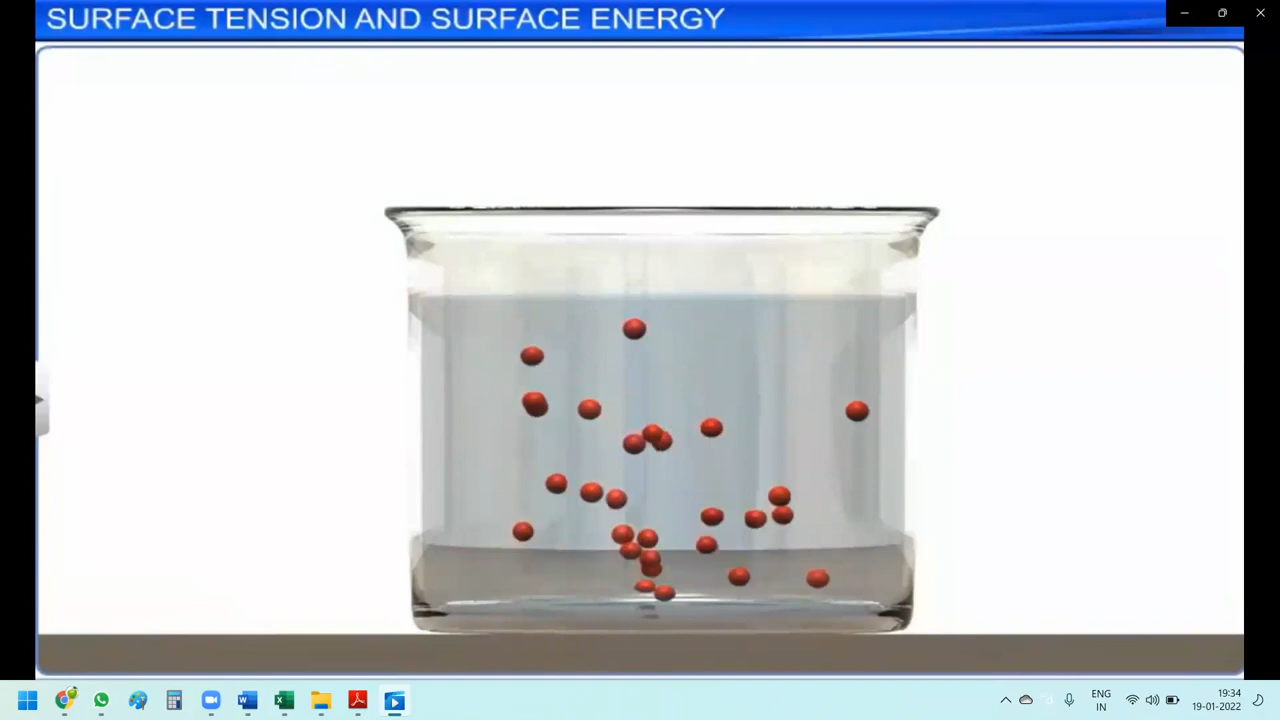 SURFACE TENSION AND SURFACE ENERGY
ENG
IN
19:34
19-01-2022